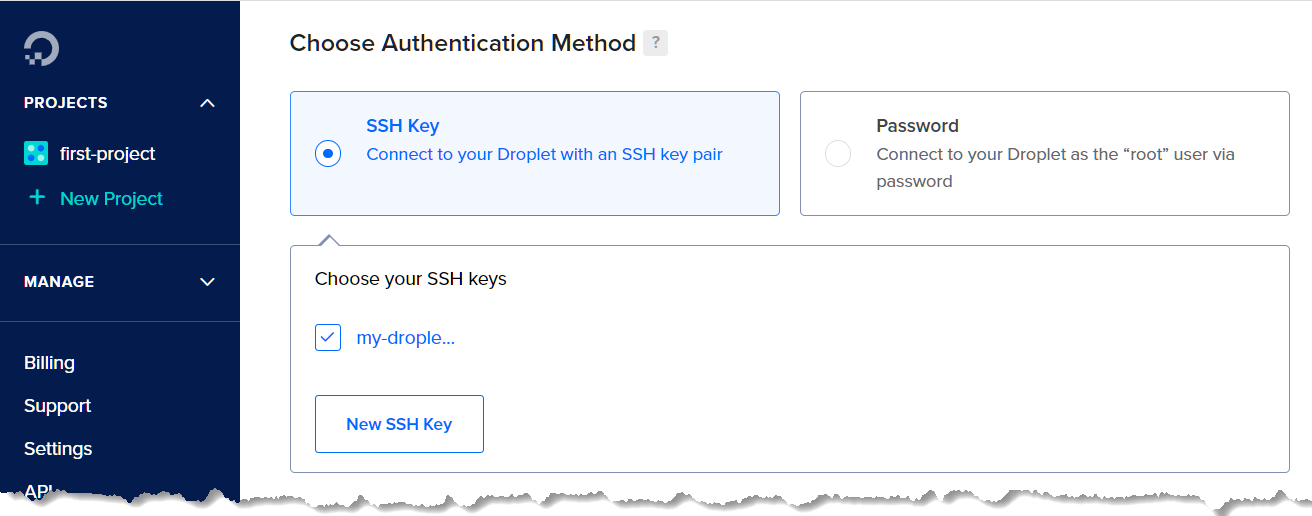 PROJECTS
first-project
+ New Project
MANAGE
Billing
Support
Settings
API
Choose Authentication Method ?
SSH Key
Connect to your Droplet with an SSH key pair
Password
Connect to your Droplet as the “root” user via
password
Choose your SSH keys
my-drople...
New SSH Key